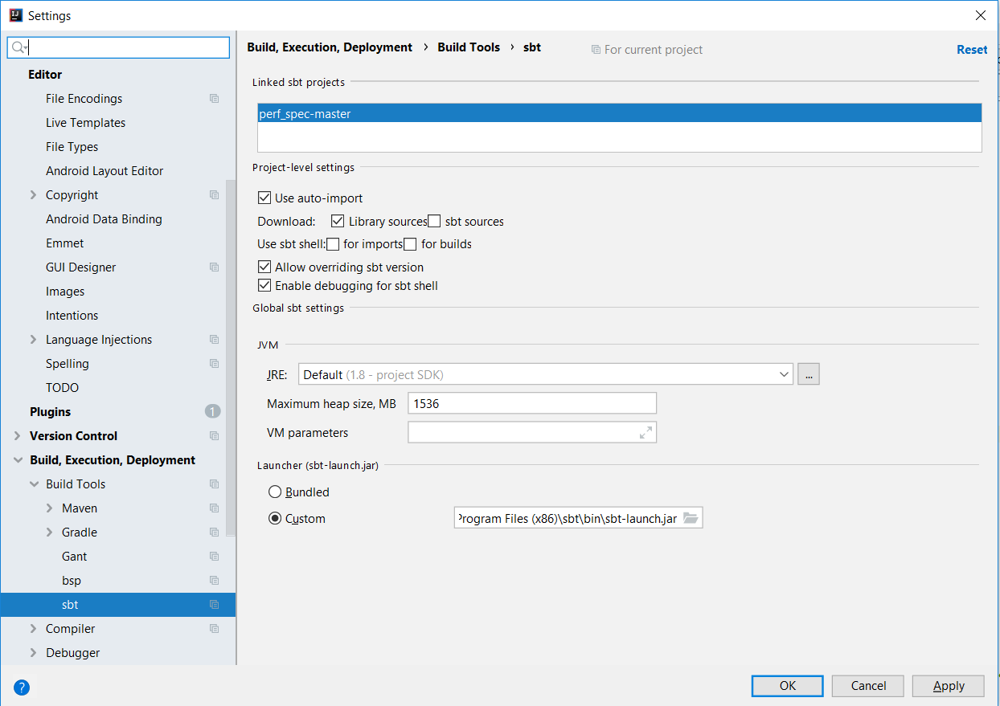 Settings
Editor
File Encodings
Live Templates
File Types
Android Layout Editor
Copyright
Android Data Binding
Emmet
GUI Designer
Images
Intentions
Language Injections
Spelling
TODO
Plugins 1
Version Control
Build, Execution, Deployment
Build Tools
Maven
Gradle
Gant
bsp
sbt
Compiler
Debugger
?
Build, Execution, Deployment › Build Tools › sbt For current project Reset
Linked sbt projects
perf_spec-master
Project-level settings
Use auto-import
Download: Library sources sbt sources
Use sbt shell: for imports for builds
Allow overriding sbt version
Enable debugging for sbt shell
Global sbt settings
JVM
JRE: Default (1.8 - project SDK) ...
Maximum heap size, MB 1536
VM parameters
Launcher (sbt-launch.jar)
Bundled
Custom Program Files (x86)\sbt\bin\sbt-launch.jar
OK Cancel Apply